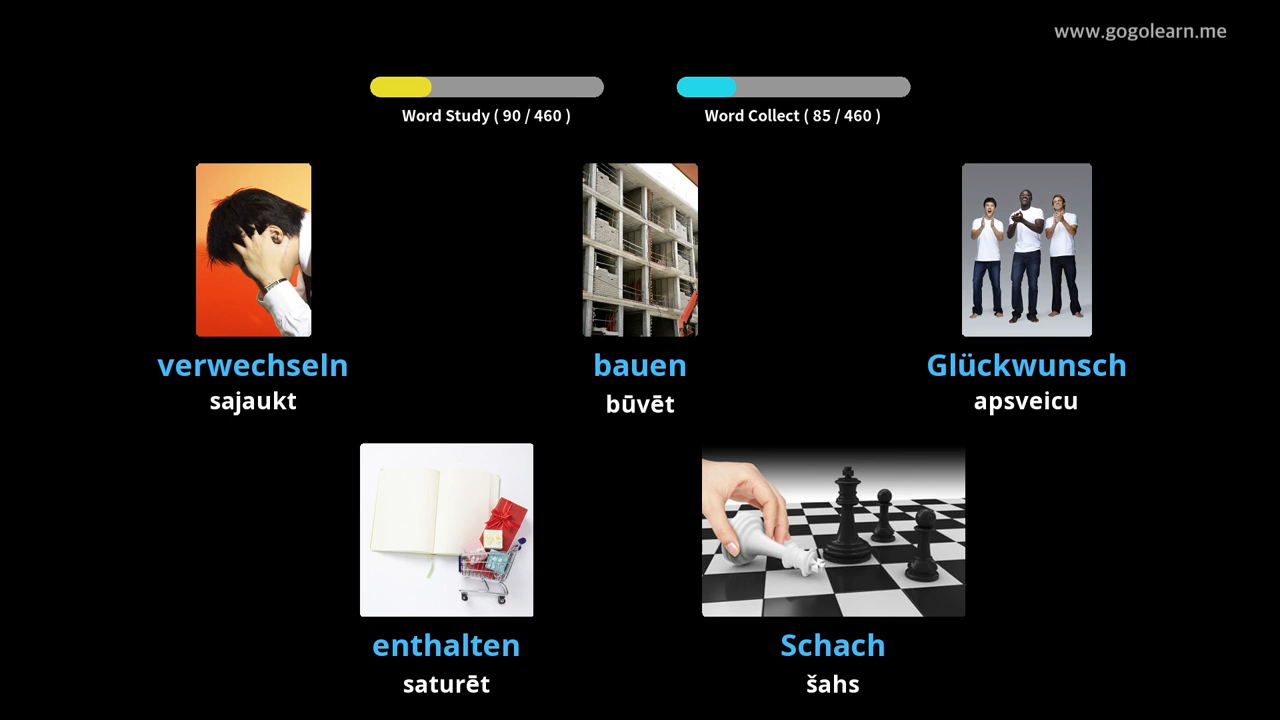 www.gogolearn.me
Word Study ( 90 / 460 )
Word Collect ( 85 / 460 )
verwechseln
sajaukt
bauen
būvēt
Glückwunsch
apsveicu
enthalten
saturēt
Schach
šahs